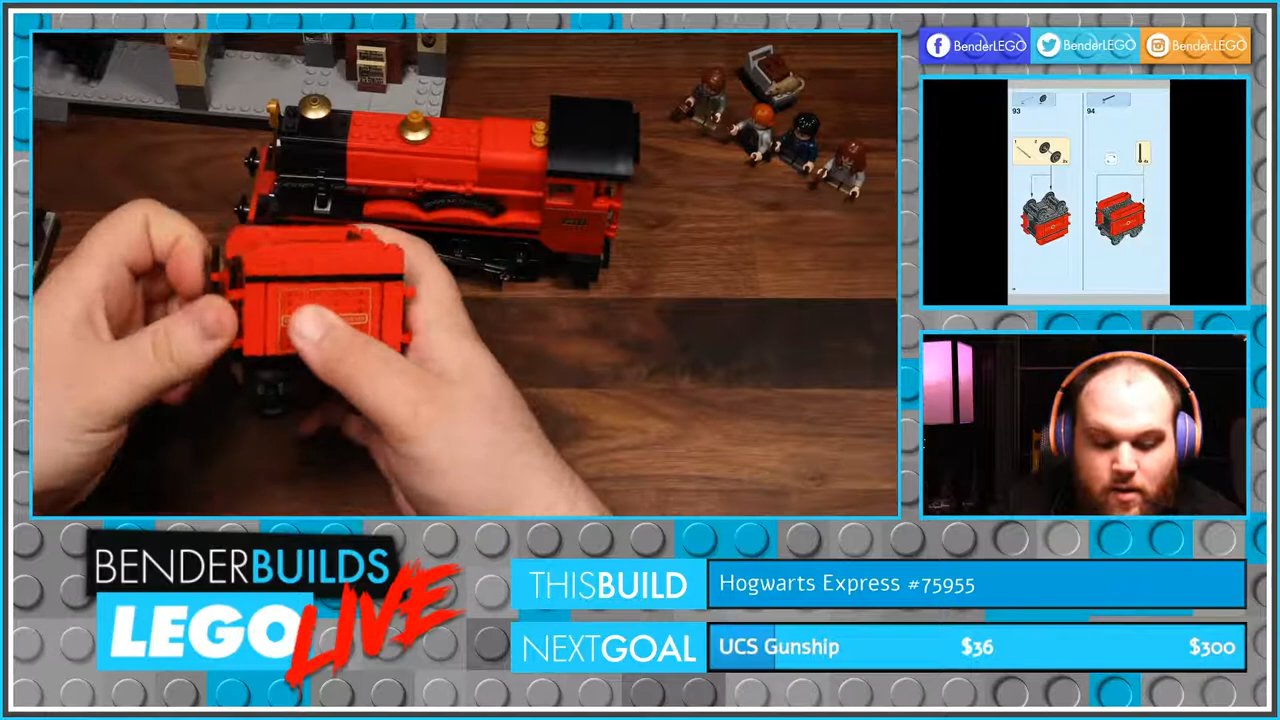 BenderLEGO BenderLEGO Bender.LEGO
93 94
BENDERBUILDS
LEGO LIVE
THISBUILD Hogwarts Express #75955
NEXTGOAL UCS Gunship $36 $300